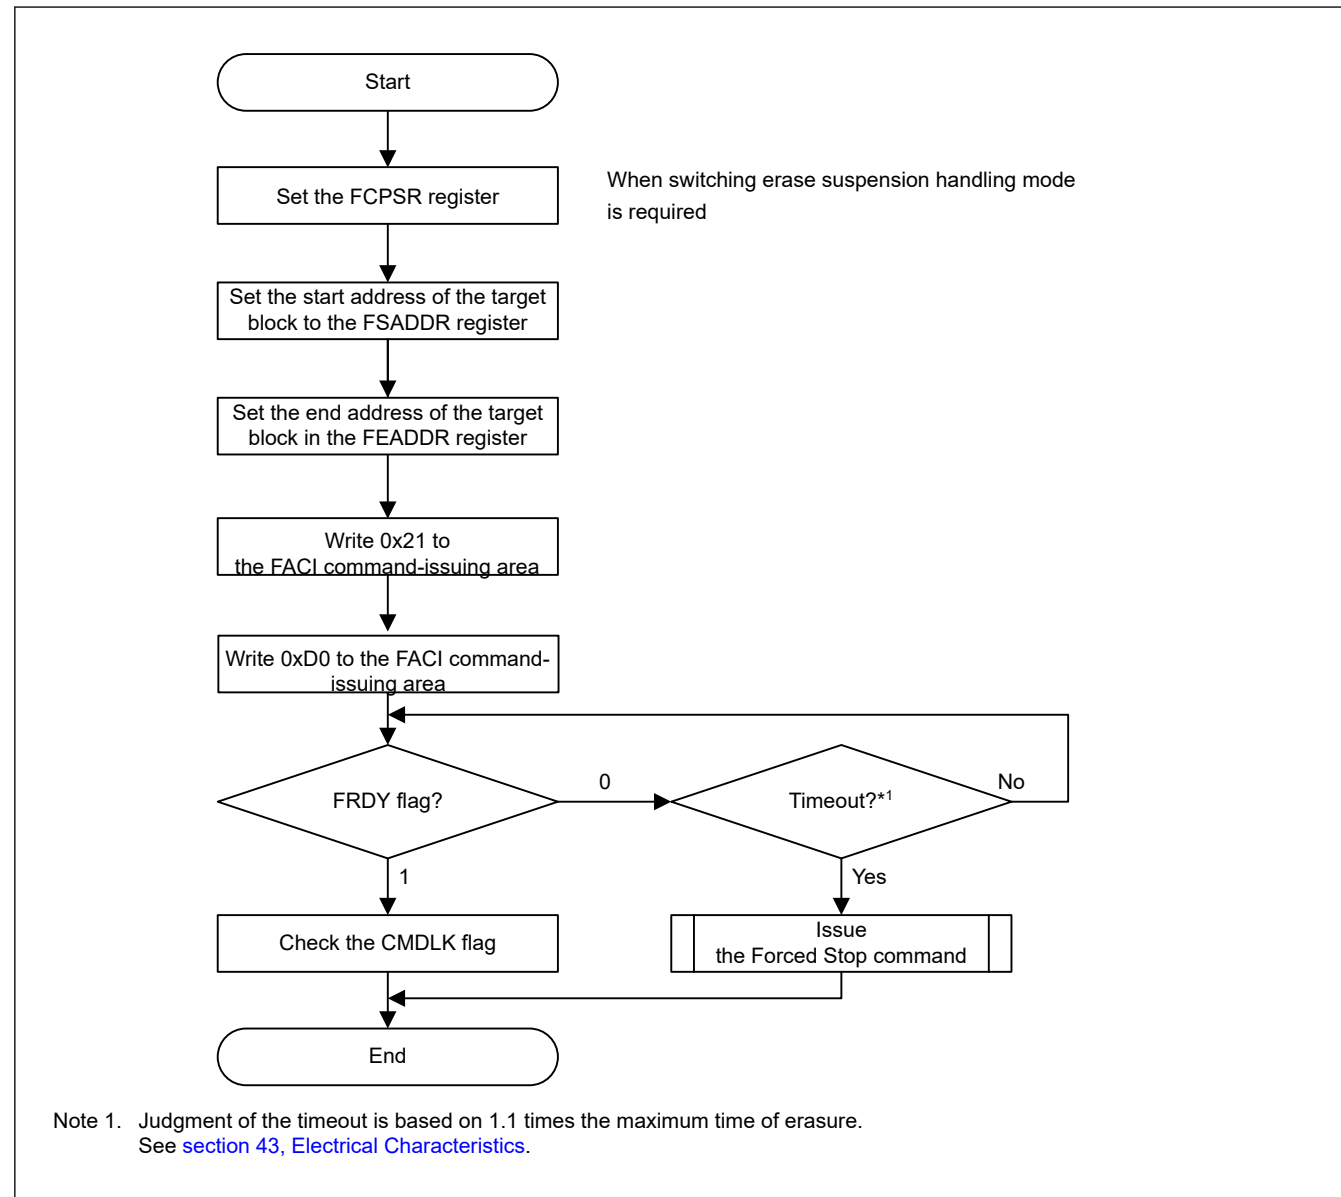 Start
Set the FCPSR register
When switching erase suspension handling mode
is required
Set the start address of the target
block to the FSADDR register
Set the end address of the target
block in the FEADDR register
Write 0x21 to
the FACI command-issuing area
Write 0xD0 to the FACI command-
issuing area
FRDY flag?
0
Timeout?*1
No
1
Yes
Check the CMDLK flag
Issue
the Forced Stop command
End
Note 1. Judgment of the timeout is based on 1.1 times the maximum time of erasure.
See section 43, Electrical Characteristics.